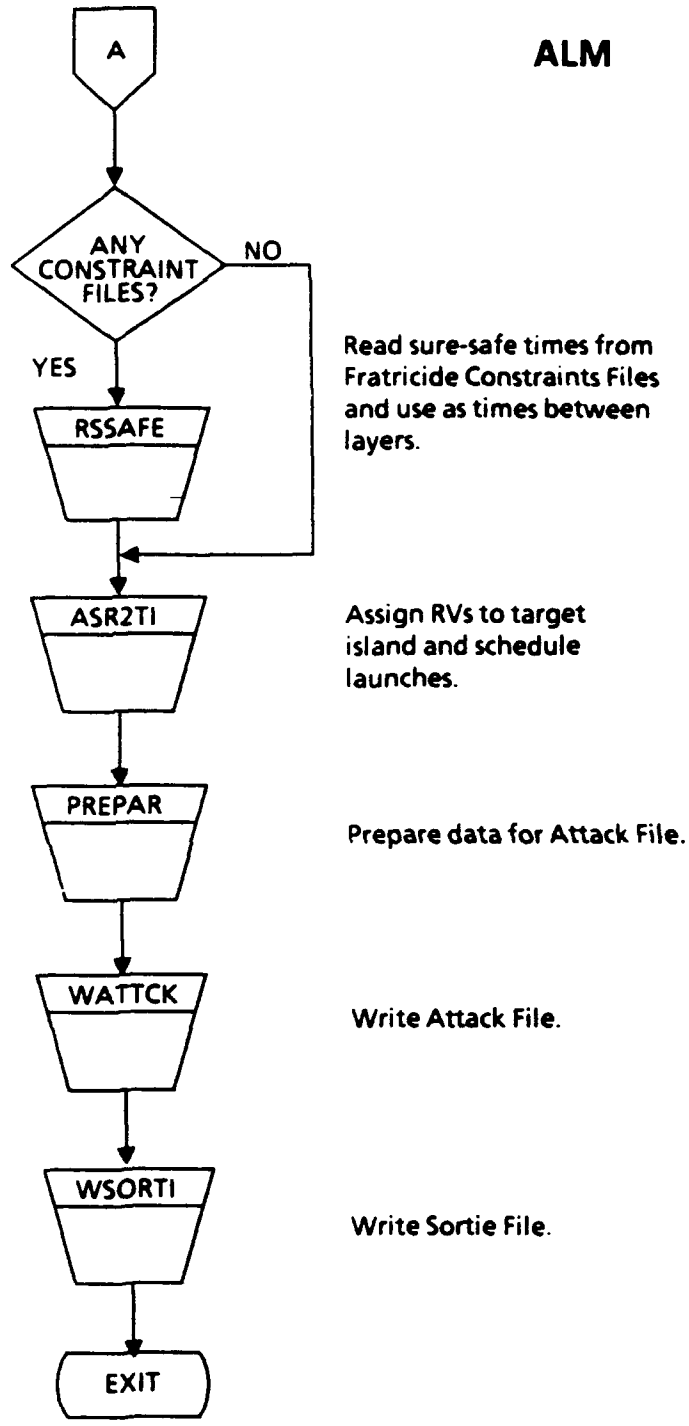 A
ALM
ANY
CONSTRAINT
FILES?
NO
YES
Read sure-safe times from
Fratricide Constraints Files
and use as times between
layers.
RSSAFE
ASR2TI
Assign RVs to target
island and schedule
launches.
PREPAR
Prepare data for Attack File.
WATTCK
Write Attack File.
WSORTI
Write Sortie File.
EXIT